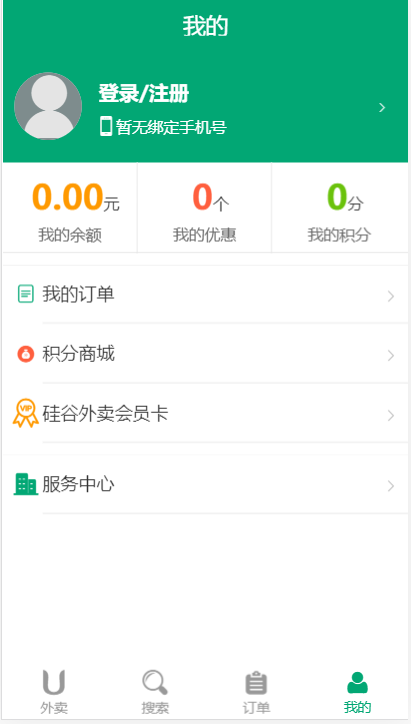 我的
登录/注册
暂无绑定手机号
0.00元 0个 0分
我的余额 我的优惠 我的积分
我的订单
积分商城
VIP
硅谷外卖会员卡
服务中心
外卖 搜索 订单 我的